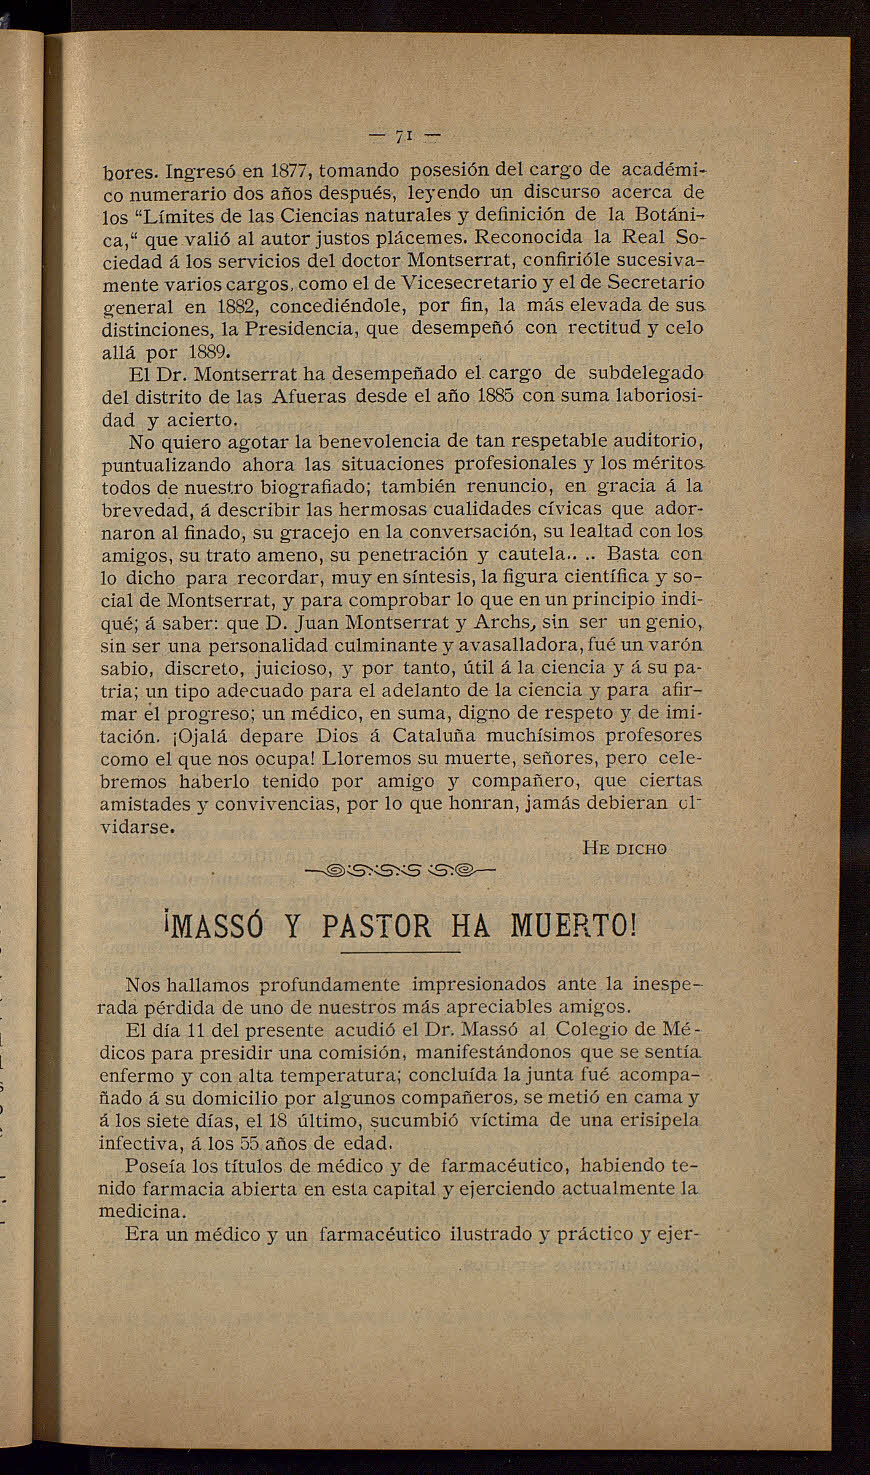 — 71 —
bores. Ingresó en 1877, tomando posesión del cargo de académi-
co numerario dos años después, leyendo un discurso acerca de
los "Límites de las Ciencias naturales y definición de la Botáni-
ca," que valió al autor justos plácemes. Reconocida la Real So-
ciedad á los servicios del doctor Montserrat, confirióle sucesiva-
mente varios cargos, como el de Vicesecretario y el de Secretario
general en 1882, concediéndole, por fin, la más elevada de sus
distinciones, la Presidencia, que desempeñó con rectitud y celo
allá por 1889.
El Dr. Montserrat ha desempeñado el cargo de subdelegado
del distrito de las Afueras desde el año 1885 con suma laboriosi-
dad y acierto.
No quiero agotar la benevolencia de tan respetable auditorio,
puntualizando ahora las situaciones profesionales y los méritos
todos de nuestro biografiado; también renuncio, en gracia á la
brevedad, á describir las hermosas cualidades cívicas que ador-
naron al finado, su gracejo en la conversación, su lealtad con los
amigos, su trato ameno, su penetración y cautela.. .. Basta con
lo dicho para recordar, muy en síntesis, la figura científica y so-
cial de Montserrat, y para comprobar lo que en un principio indi-
qué; á saber: que D. Juan Montserrat y Archs, sin ser un genio,
sin ser una personalidad culminante y avasalladora, fué un varón
sabio, discreto, juicioso, y por tanto, útil á la ciencia y á su pa-
tria; un tipo adecuado para el adelanto de la ciencia y para afir-
mar el progreso; un médico, en suma, digno de respeto y de imi-
tación. ¡Ojalá depare Dios á Cataluña muchísimos profesores
como el que nos ocupa! Lloremos su muerte, señores, pero cele-
bremos haberlo tenido por amigo y compañero, que ciertas
amistades y convivencias, por lo que honran, jamás debieran ol-
vidarse.
HE DICHO
¡MASSÓ Y PASTOR HA MUERTO!
Nos hallamos profundamente impresionados ante la inespe-
rada pérdida de uno de nuestros más apreciables amigos.
El día 11 del presente acudió el Dr. Massó al Colegio de Mé-
dicos para presidir una comisión, manifestándonos que se sentía
enfermo y con alta temperatura; concluída la junta fué acompa-
ñado á su domicilio por algunos compañeros, se metió en cama y
á los siete días, el 18 último, sucumbió víctima de una erisipela
infectiva, á los 55 años de edad.
Poseía los títulos de médico y de farmacéutico, habiendo te-
nido farmacia abierta en esta capital y ejerciendo actualmente la
medicina.
Era un médico y un farmacéutico ilustrado y práctico y ejer-